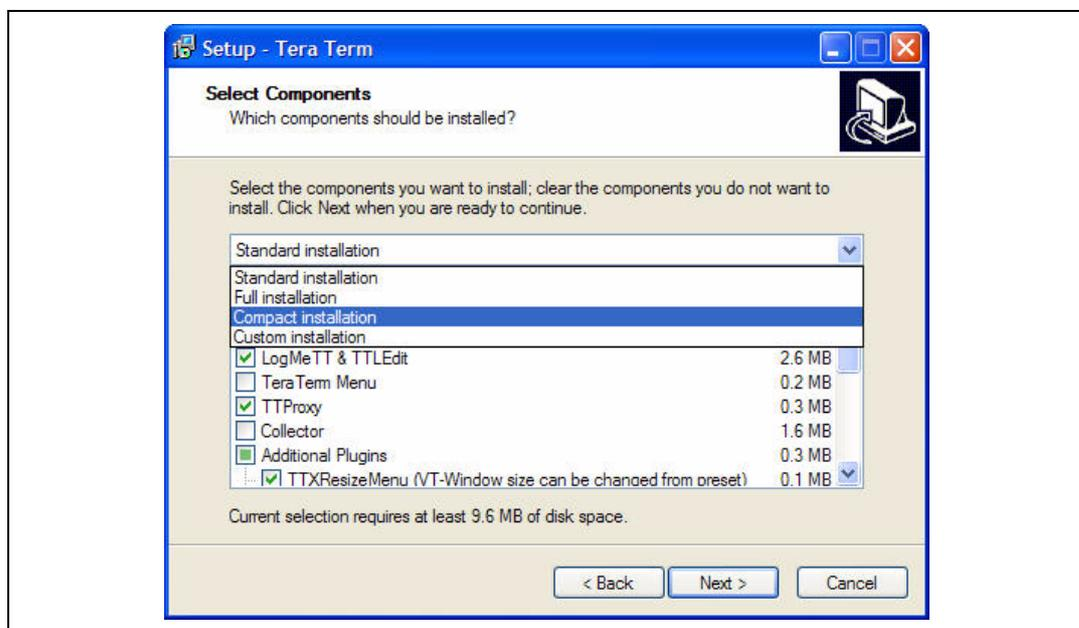 Setup - Tera Term
Select Components
Which components should be installed?
Select the components you want to install; clear the components you do not want to
install. Click Next when you are ready to continue.
Standard installation
Standard installation
Full installation
Compact installation
Custom installation
LogMeTT & TTLEdit 2.6 MB
TeraTerm Menu 0.2 MB
TTProxy 0.3 MB
Collector 1.6 MB
Additional Plugins 0.3 MB
TTXResizeMenu (VT-Window size can be changed from preset) 0.1 MB
Current selection requires at least 9.6 MB of disk space.
< Back Next > Cancel